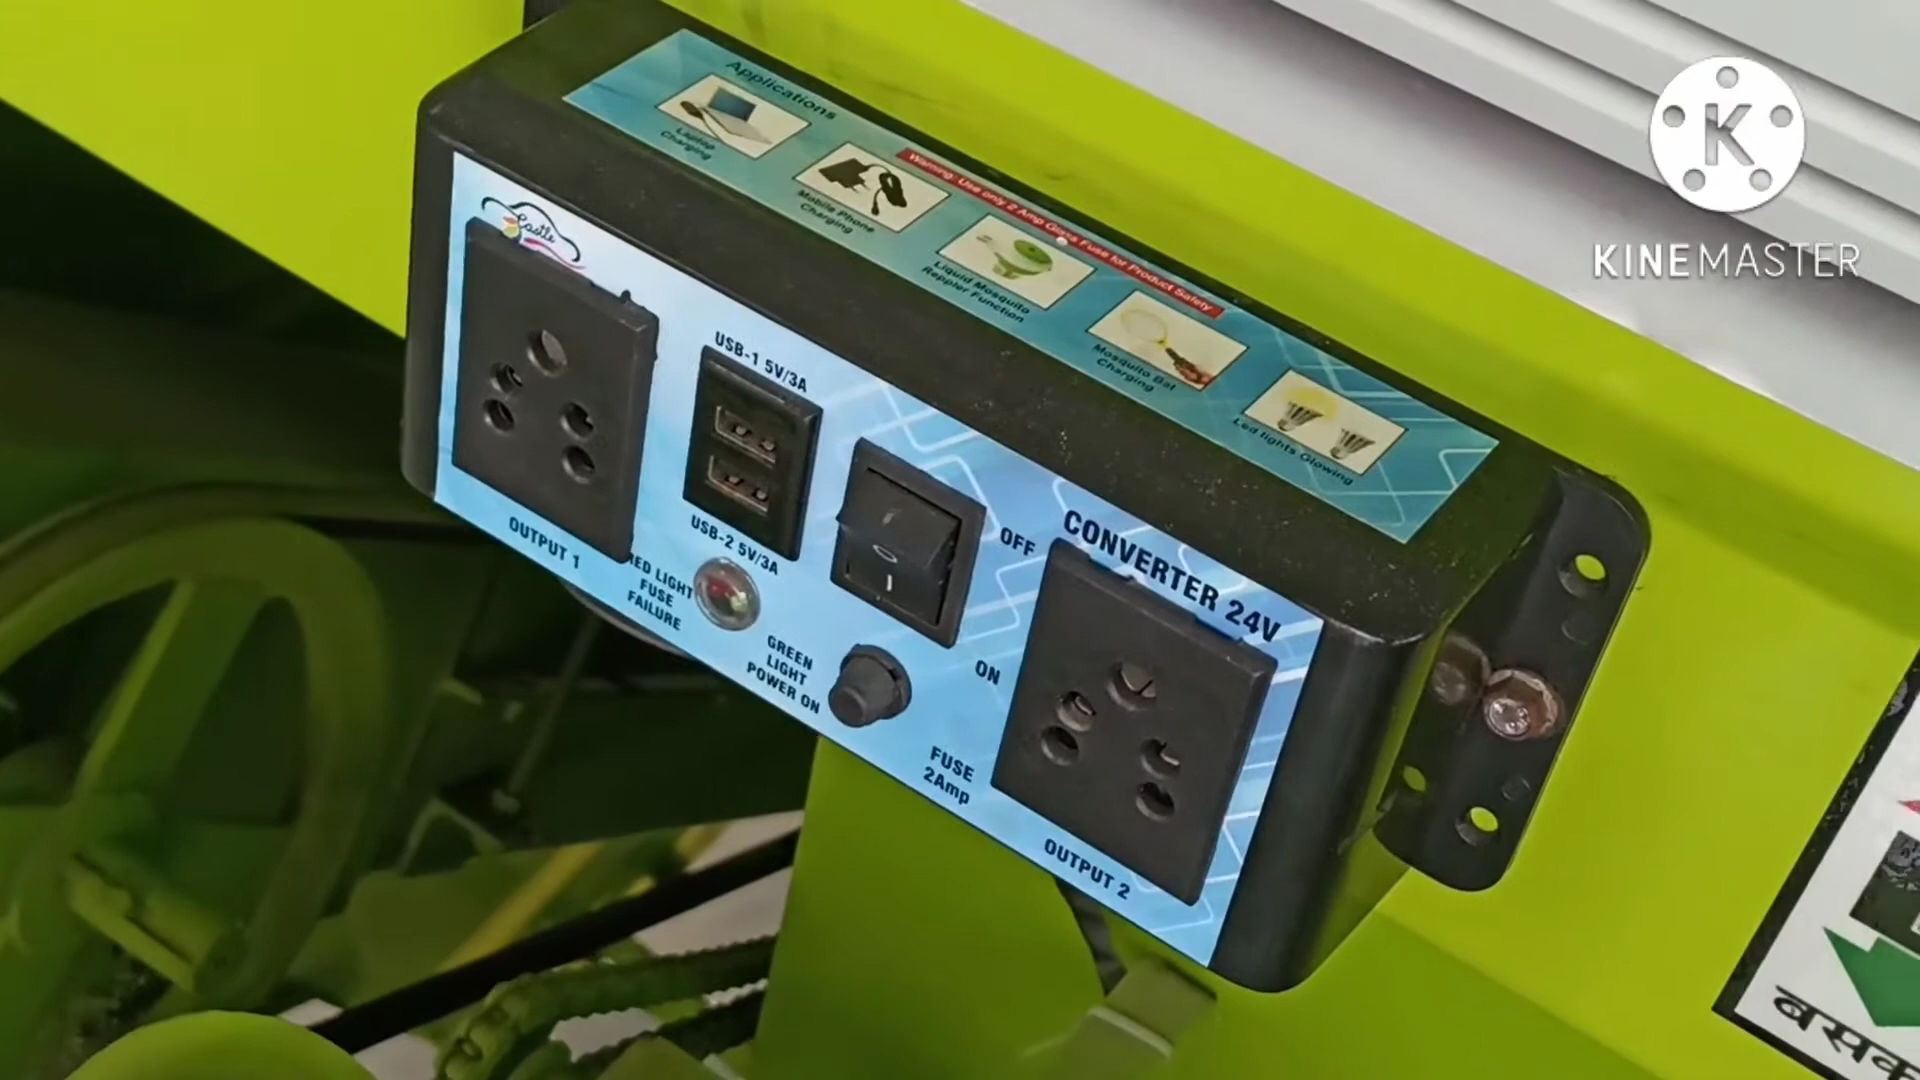 Applications
Laptop
Charging
Mobile Phone
Charging
Warning: Use only 2 Amp Glass Fuse for Product Safety
Liquid Mosquito
Reppler Function
Mosquito Bat
Charging
Led lights Glowing
Eastte
USB-1 5V/3A
USB-2 5V/3A
OUTPUT 1
RED LIGHT
FUSE
FAILURE
GREEN
LIGHT
POWER ON
OFF
ON
FUSE
2Amp
CONVERTER 24V
OUTPUT 2
K
KINEMASTER